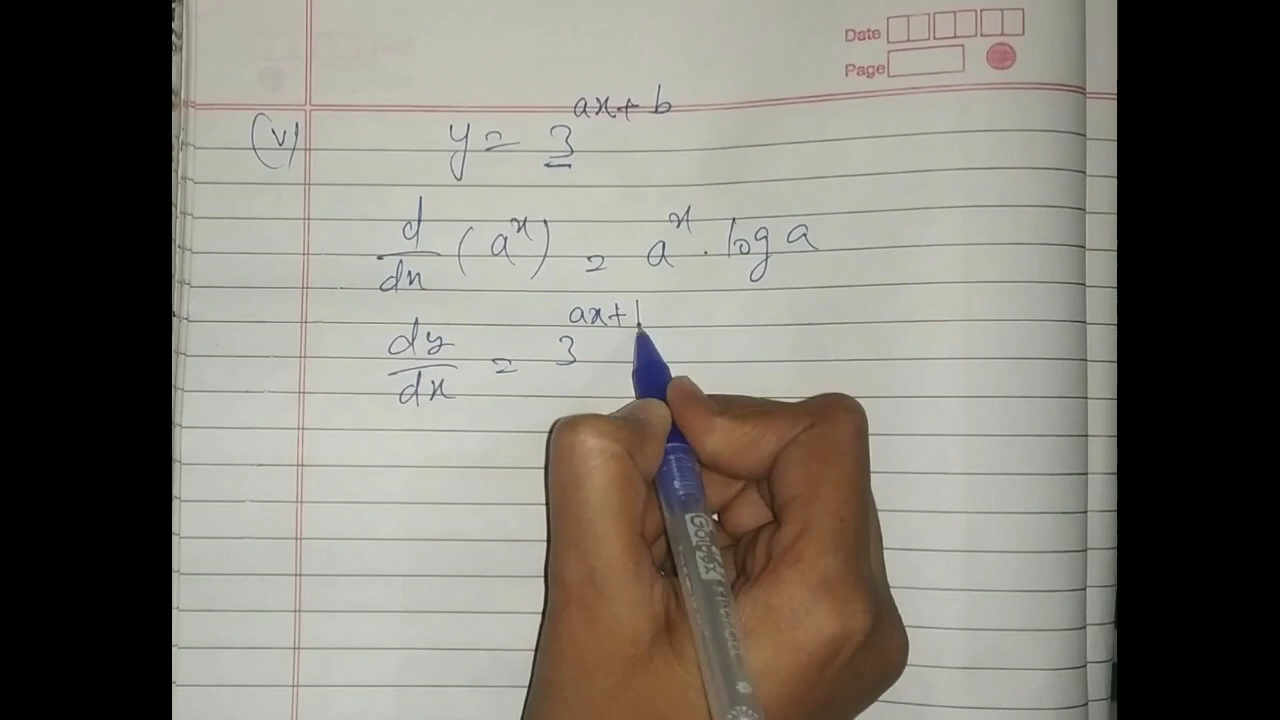 Date
Page
(v) y = 3^{ax+b}
d/dx (a^x) = a^x . log a
dy/dx = 3^{ax+